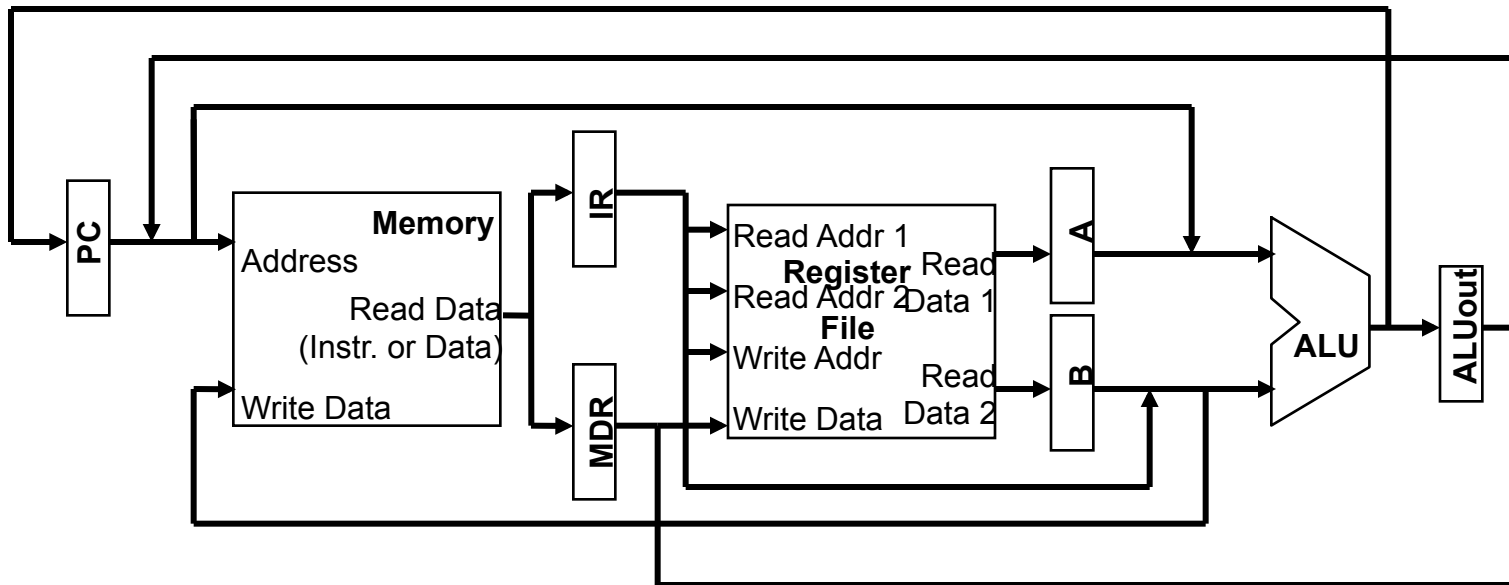 PC
Memory
Address
Read Data
(Instr. or Data)
Write Data
IR
MDR
Read Addr 1
Register
Read Addr 2
File
Write Addr
Write Data
Read
Data 1
Read
Data 2
A
B
ALU
ALUout